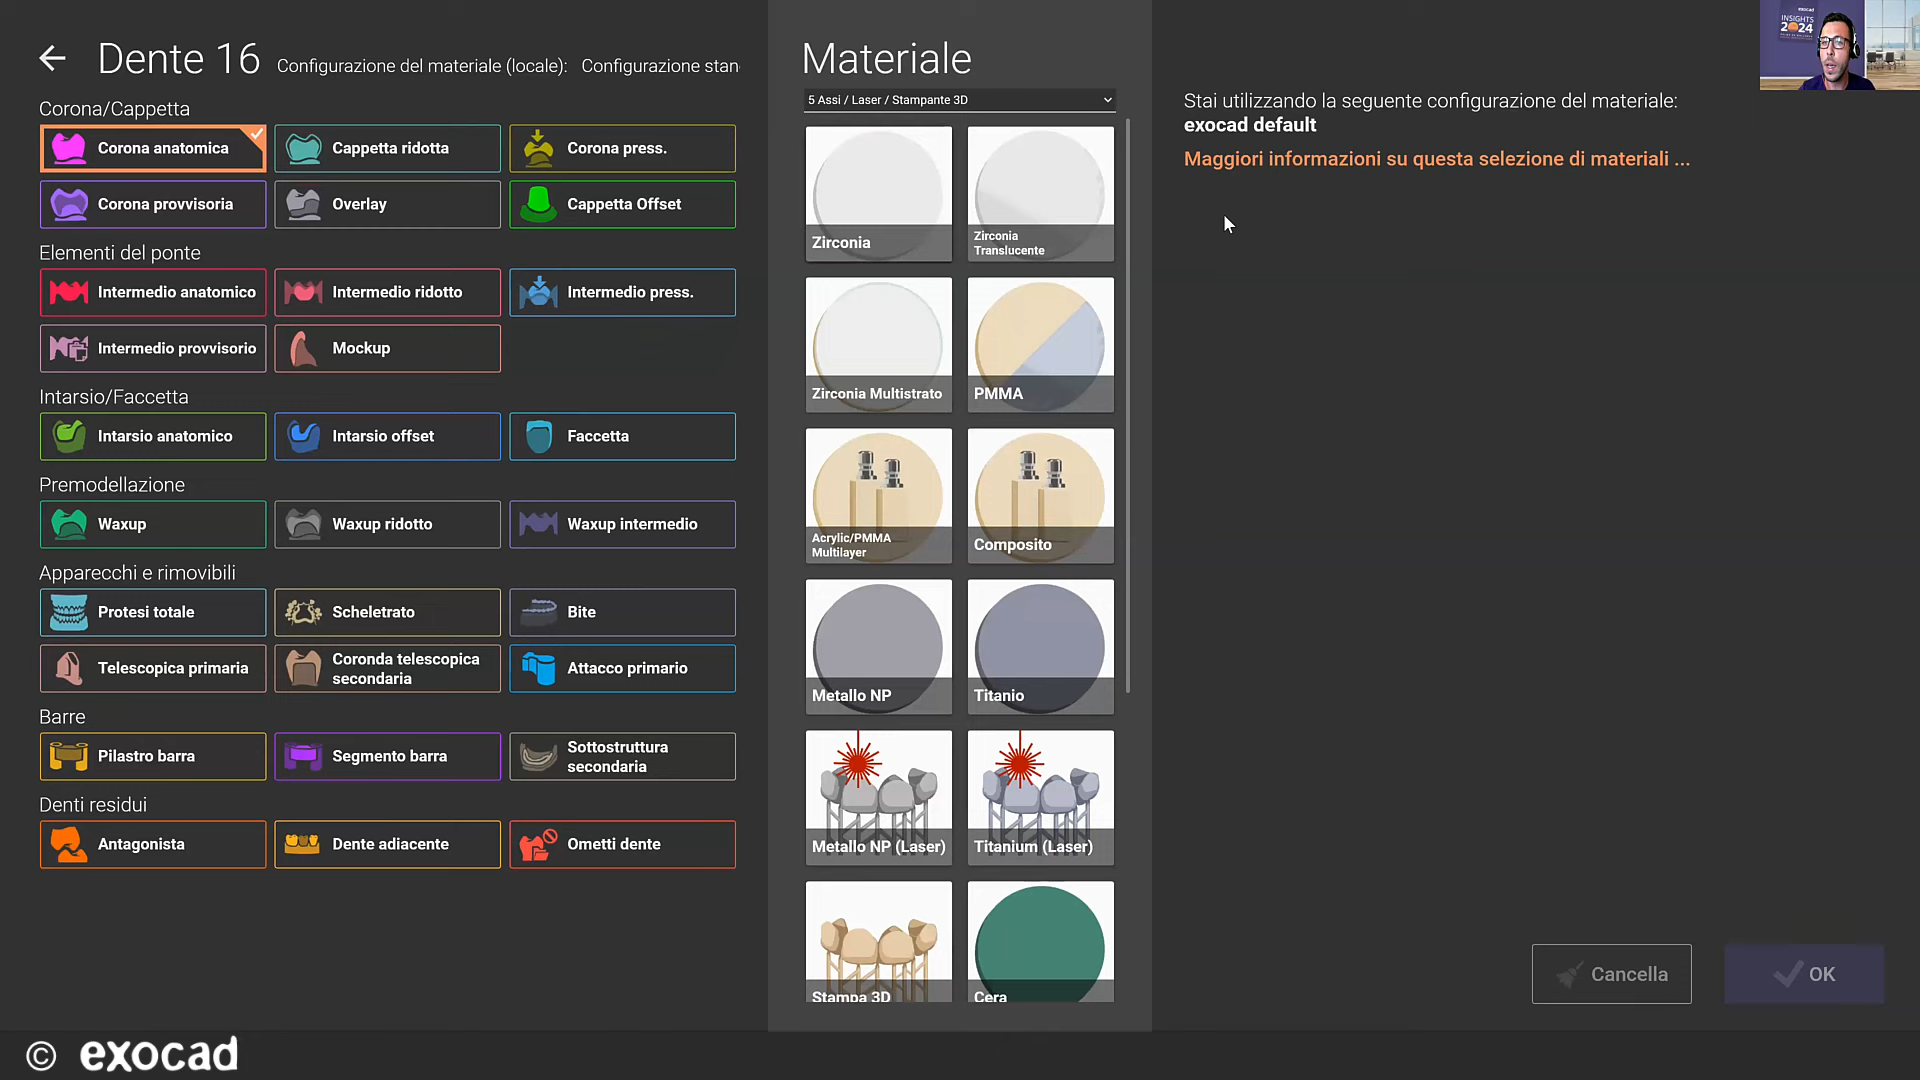 Dente 16
Configurazione del materiale (locale): Configurazione stan
Corona/Cappetta
Corona anatomica
Cappetta ridotta
Corona press.
Corona provvisoria
Overlay
Cappetta Offset
Elementi del ponte
Intermedio anatomico
Intermedio ridotto
Intermedio press.
Intermedio provvisorio
Mockup
Intarsio/Faccetta
Intarsio anatomico
Intarsio offset
Faccetta
Premodellazione
Waxup
Waxup ridotto
Waxup intermedio
Apparecchi e rimovibili
Protesi totale
Scheletrato
Bite
Telescopica primaria
Coronda telescopica
secondaria
Attacco primario
Barre
Pilastro barra
Segmento barra
Sottostruttura
secondaria
Denti residui
Antagonista
Dente adiacente
Ometti dente
Materiale
5 Assi / Laser / Stampante 3D
Zirconia
Zirconia
Translucente
Zirconia Multistrato
PMMA
Acrylic/PMMA
Multilayer
Composito
Metallo NP
Titanio
Metallo NP (Laser)
Titanium (Laser)
Stampa 3D
Cera
Stai utilizzando la seguente configurazione del materiale:
exocad default
Maggiori informazioni su questa selezione di materiali ...
exocad
INSIGHTS
2024
Cancella
OK
© exocad